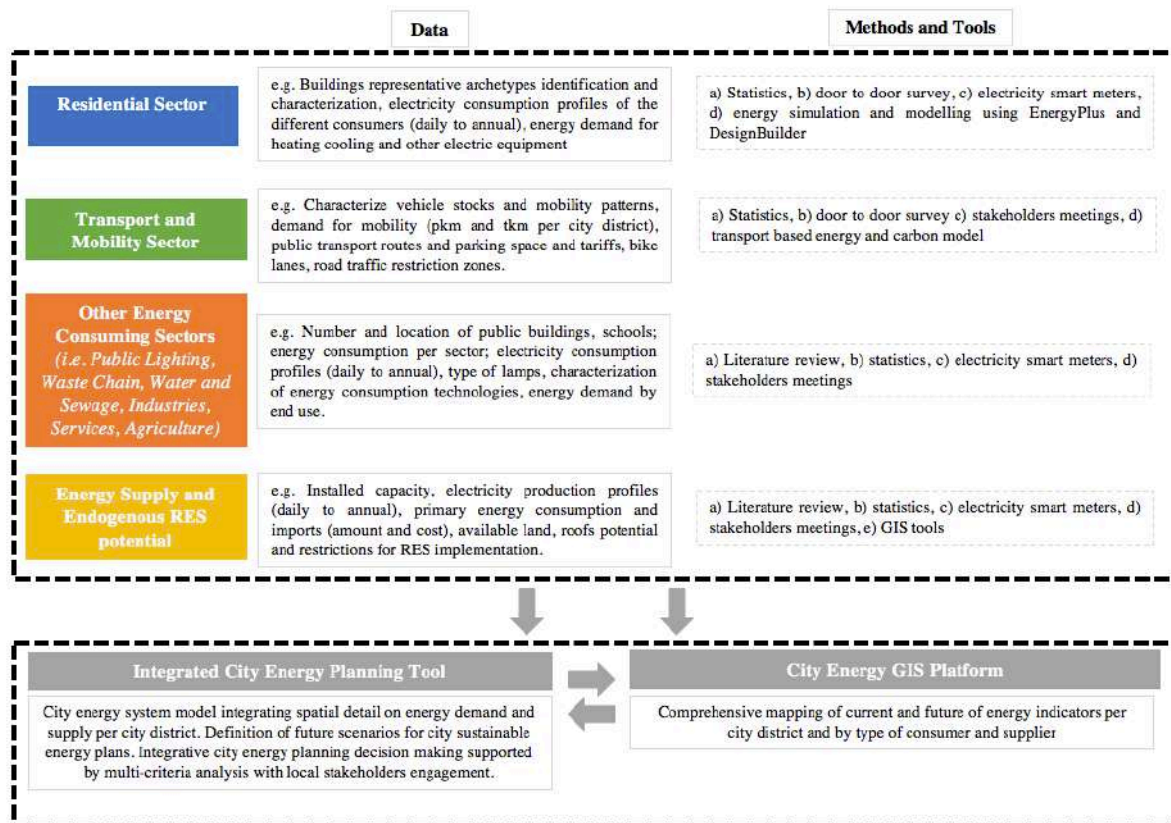 Data
Methods and Tools
Residential Sector
e.g. Buildings representative archetypes identification and
characterization, electricity consumption profiles of the
different consumers (daily to annual), energy demand for
heating cooling and other electric equipment
a) Statistics, b) door to door survey, c) electricity smart meters,
d) energy simulation and modelling using EnergyPlus and
DesignBuilder
Transport and
Mobility Sector
e.g. Characterize vehicle stocks and mobility patterns,
demand for mobility (pkm and tkm per city district),
public transport routes and parking space and tariffs, bike
lanes, road traffic restriction zones.
a) Statistics, b) door to door survey c) stakeholders meetings, d)
transport based energy and carbon model
Other Energy
Consuming Sectors
(i.e. Public Lighting,
Waste Chain, Water and
Sewage, Industries,
Services, Agriculture)
e.g. Number and location of public buildings, schools;
energy consumption per sector; electricity consumption
profiles (daily to annual), type of lamps, characterization
of energy consumption technologies, energy demand by
end use.
a) Literature review, b) statistics, c) electricity smart meters, d)
stakeholders meetings
Energy Supply and
Endogenous RES
potential
e.g. Installed capacity, electricity production profiles
(daily to annual), primary energy consumption and
imports (amount and cost), available land, roofs potential
and restrictions for RES implementation.
a) Literature review, b) statistics, c) electricity smart meters, d)
stakeholders meetings, e) GIS tools
Integrated City Energy Planning Tool
City energy system model integrating spatial detail on energy demand and
supply per city district. Definition of future scenarios for city sustainable
energy plans. Integrative city energy planning decision making supported
by multi-criteria analysis with local stakeholders engagement.
City Energy GIS Platform
Comprehensive mapping of current and future of energy indicators per
city district and by type of consumer and supplier